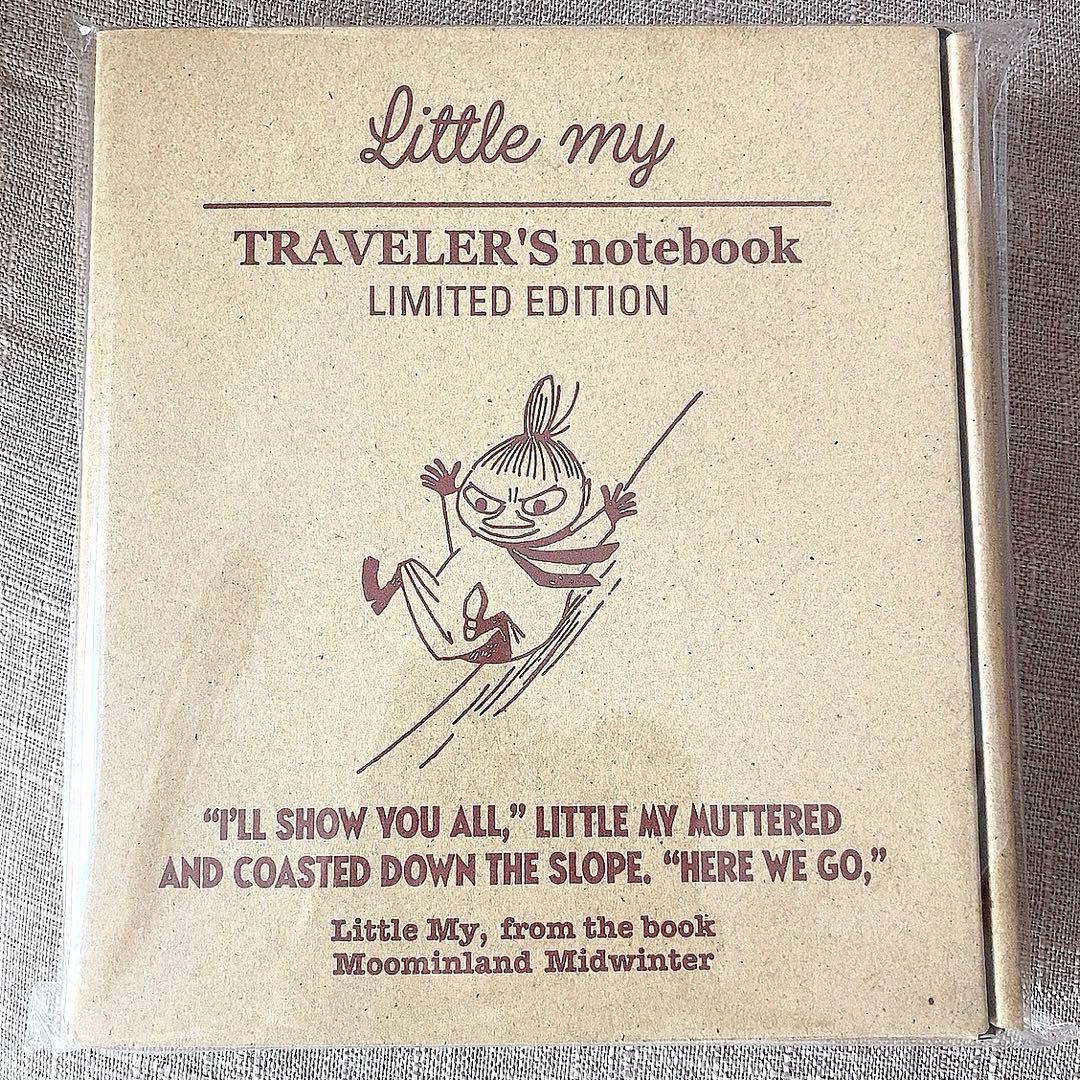 Little my
TRAVELER'S notebook
LIMITED EDITION
“I'LL SHOW YOU ALL,” LITTLE MY MUTTERED
AND COASTED DOWN THE SLOPE. “HERE WE GO,”
Little My, from the book
Moominland Midwinter